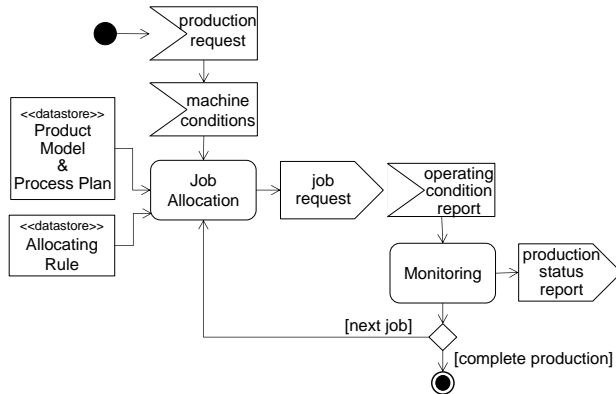 production
request
machine
conditions
<<datastore>>
Product
Model
&
Process Plan
Job
Allocation
job
request
operating
condition
report
<<datastore>>
Allocating
Rule
Monitoring
production
status
report
[next job]
[complete production]